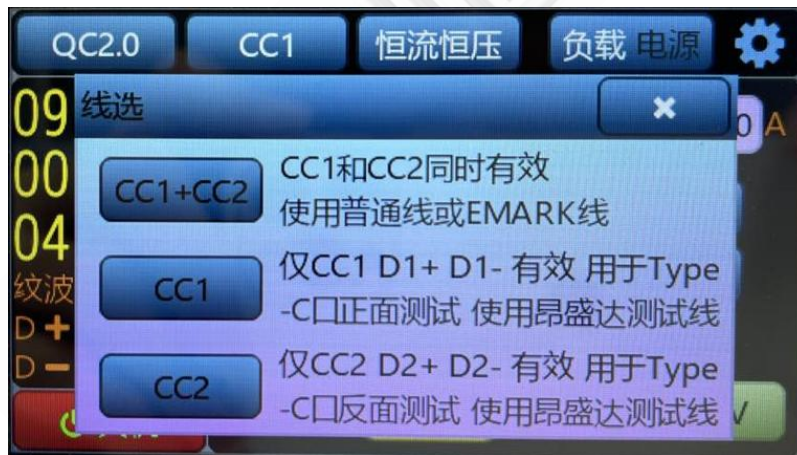 QC2.0 CC1 恒流恒压 负载 电源
09 线选 0 A
00 CC1+CC2 CC1和CC2同时有效
使用普通线或EMARK线
04
CC1 仅CC1 D1+ D1- 有效 用于Type
纹波 -C口正面测试 使用昂盛达测试线
D+
D-
CC2 仅CC2 D2+ D2- 有效 用于Type
-C口反面测试 使用昂盛达测试线
V